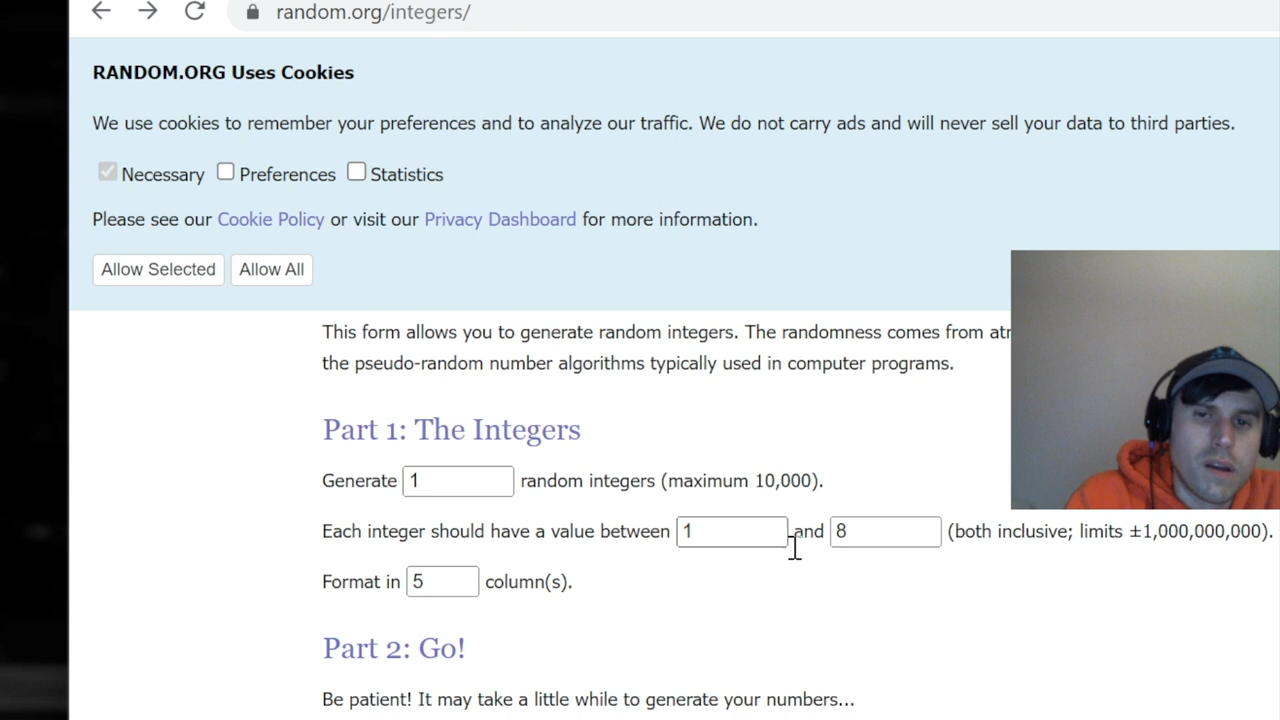 random.org/integers/
RANDOM.ORG Uses Cookies
We use cookies to remember your preferences and to analyze our traffic. We do not carry ads and will never sell your data to third parties.
Necessary Preferences Statistics
Please see our Cookie Policy or visit our Privacy Dashboard for more information.
Allow Selected Allow All
This form allows you to generate random integers. The randomness comes from
the pseudo-random number algorithms typically used in computer programs.
Part 1: The Integers
Generate 1 random integers (maximum 10,000).
Each integer should have a value between 1 and 8 (both inclusive; limits ±1,000,000,000).
Format in 5 column(s).
Part 2: Go!
Be patient! It may take a little while to generate your numbers...